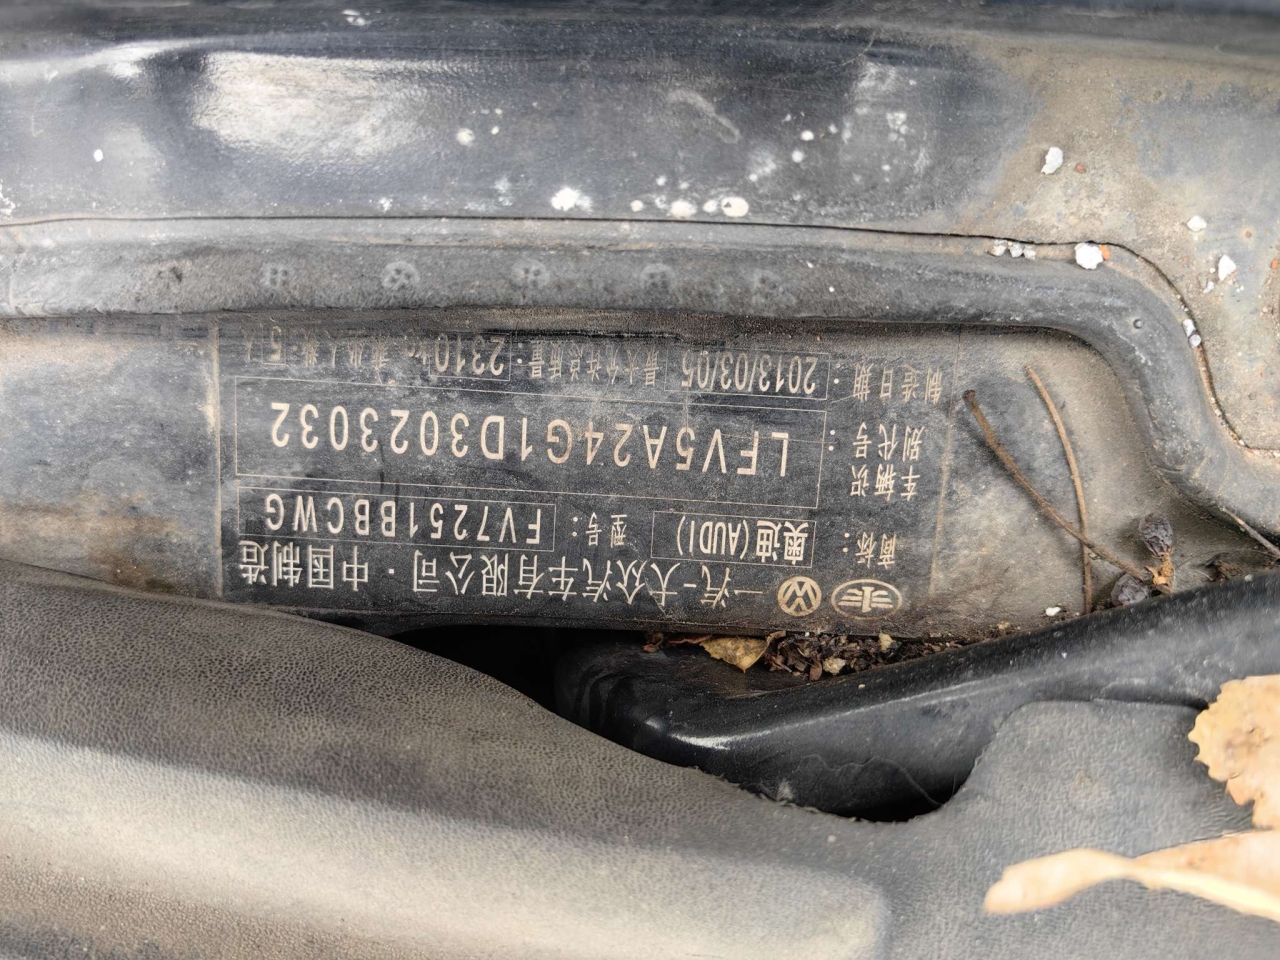 一汽-大众汽车有限公司·中国制造
商标：奥迪(AUDI) 型号：FV7251BBCWG
车辆识别代号：LFV5A24G1D3023032
制造日期：2013/03/05 最大允许总质量：2310kg 乘坐人数 5人